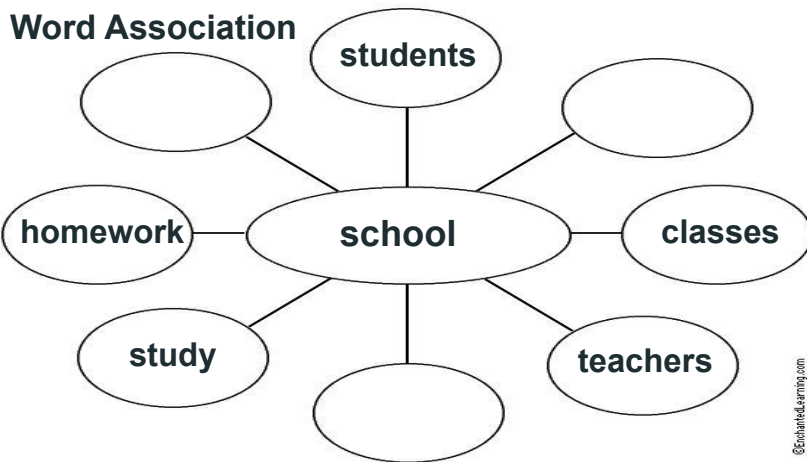 Word Association
students
homework
school
classes
study
teachers
©EnchantedLearning.com